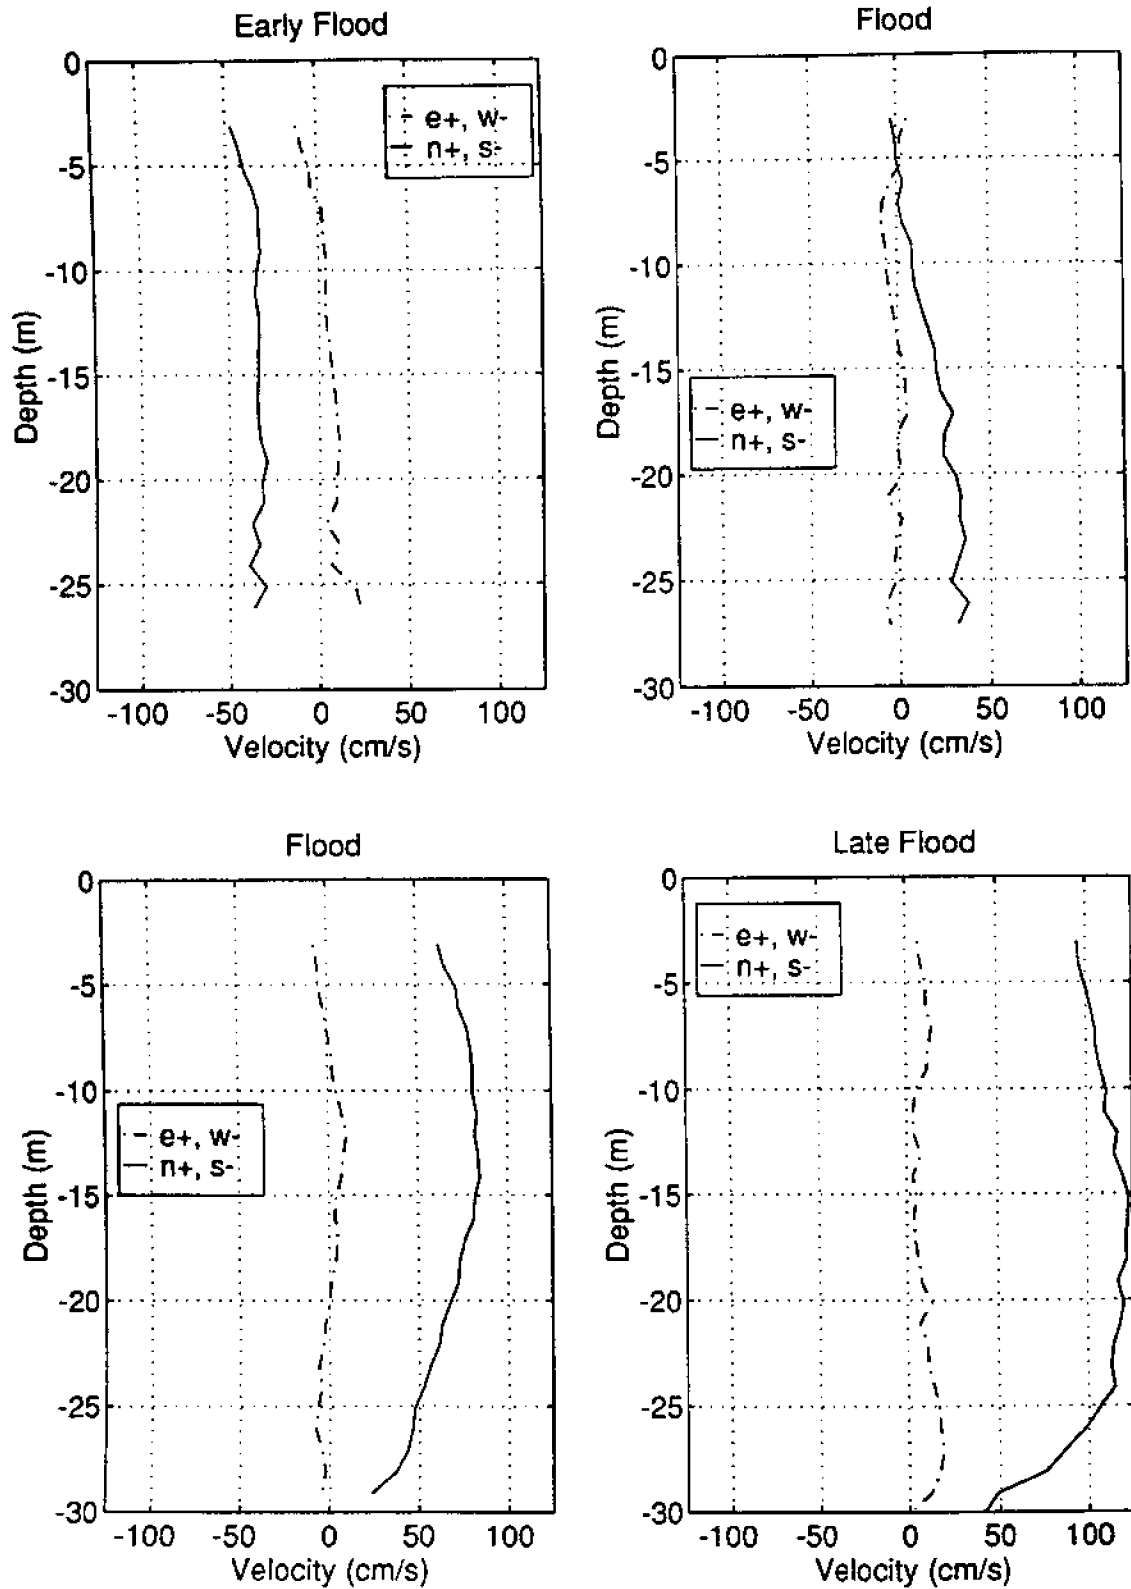 Early Flood
0
-5
-10
-15
-20
-25
-30
Depth (m)
e+, w-
n+, s-
-100 -50 0 50 100
Velocity (cm/s)
Flood
0
-5
-10
-15
-20
-25
-30
Depth (m)
e+, w-
n+, s-
-100 -50 0 50 100
Velocity (cm/s)
Flood
0
-5
-10
-15
-20
-25
-30
Depth (m)
e+, w-
n+, s-
-100 -50 0 50 100
Velocity (cm/s)
Late Flood
0
-5
-10
-15
-20
-25
-30
Depth (m)
e+, w-
n+, s-
-100 -50 0 50 100
Velocity (cm/s)